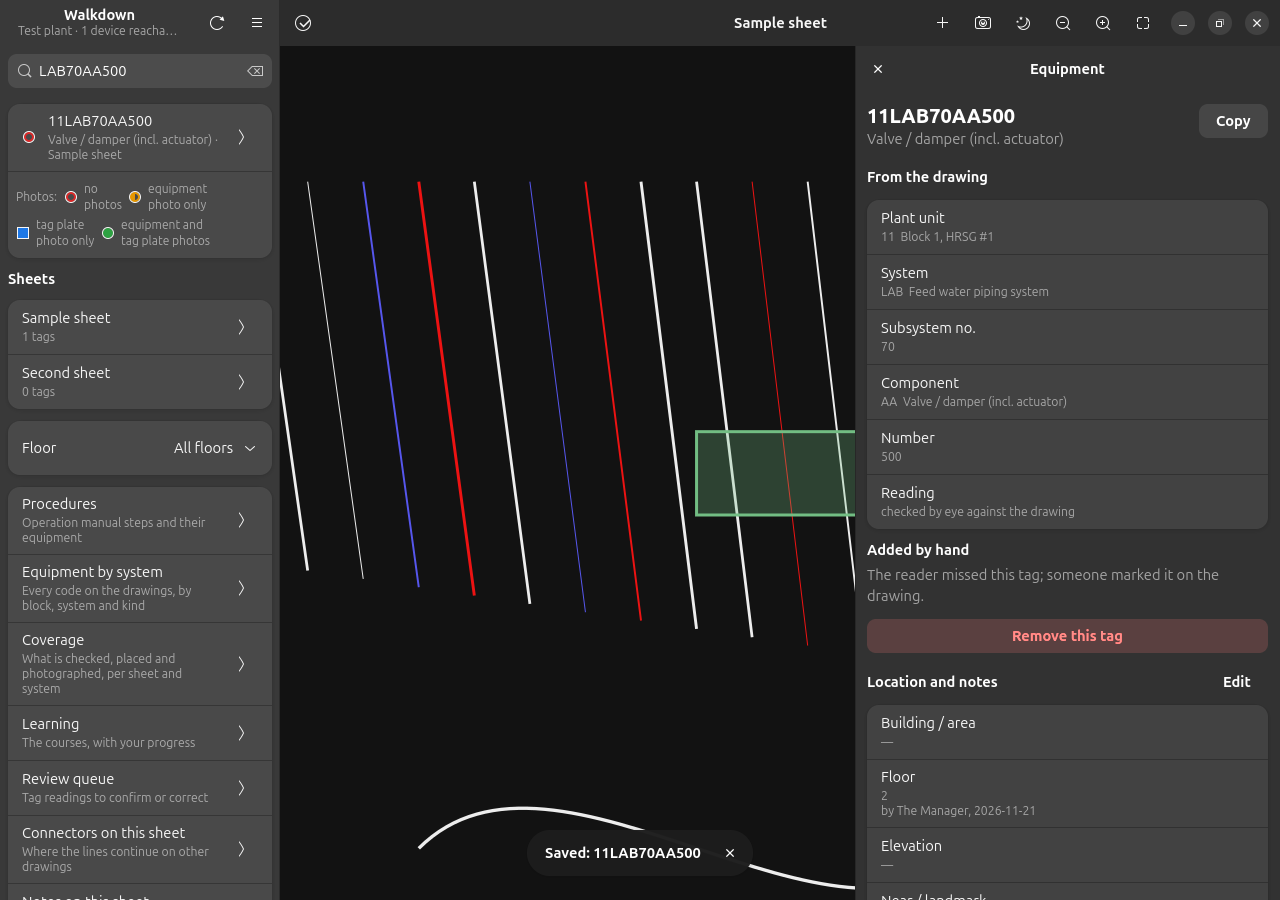 Walkdown
Test plant · 1 device reacha…
LAB70AA500
11LAB70AA500
Valve / damper (incl. actuator) ·
Sample sheet
Photos:
no
photos
equipment
photo only
tag plate
photo only
equipment and
tag plate photos
Sheets
Sample sheet
1 tags
Second sheet
0 tags
Floor
All floors
Procedures
Operation manual steps and their
equipment
Equipment by system
Every code on the drawings, by
block, system and kind
Coverage
What is checked, placed and
photographed, per sheet and
system
Learning
The courses, with your progress
Review queue
Tag readings to confirm or correct
Connectors on this sheet
Where the lines continue on other
drawings
Notes on this sheet
Sample sheet
Saved: 11LAB70AA500
Equipment
11LAB70AA500
Valve / damper (incl. actuator)
Copy
From the drawing
Plant unit
11 Block 1, HRSG #1
System
LAB Feed water piping system
Subsystem no.
70
Component
AA Valve / damper (incl. actuator)
Number
500
Reading
checked by eye against the drawing
Added by hand
The reader missed this tag; someone marked it on the
drawing.
Remove this tag
Location and notes
Edit
Building / area
—
Floor
2
by The Manager, 2026-11-21
Elevation
—
Near / landmark